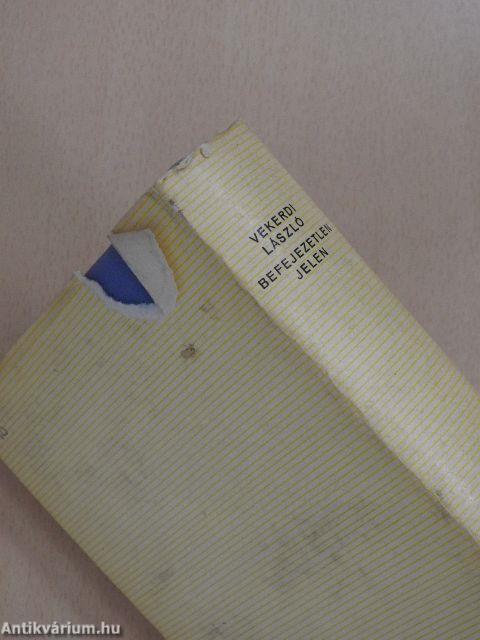 VEKERDI
LÁSZLÓ
BEFEJEZETLEN
JELEN
Antikvárium.hu